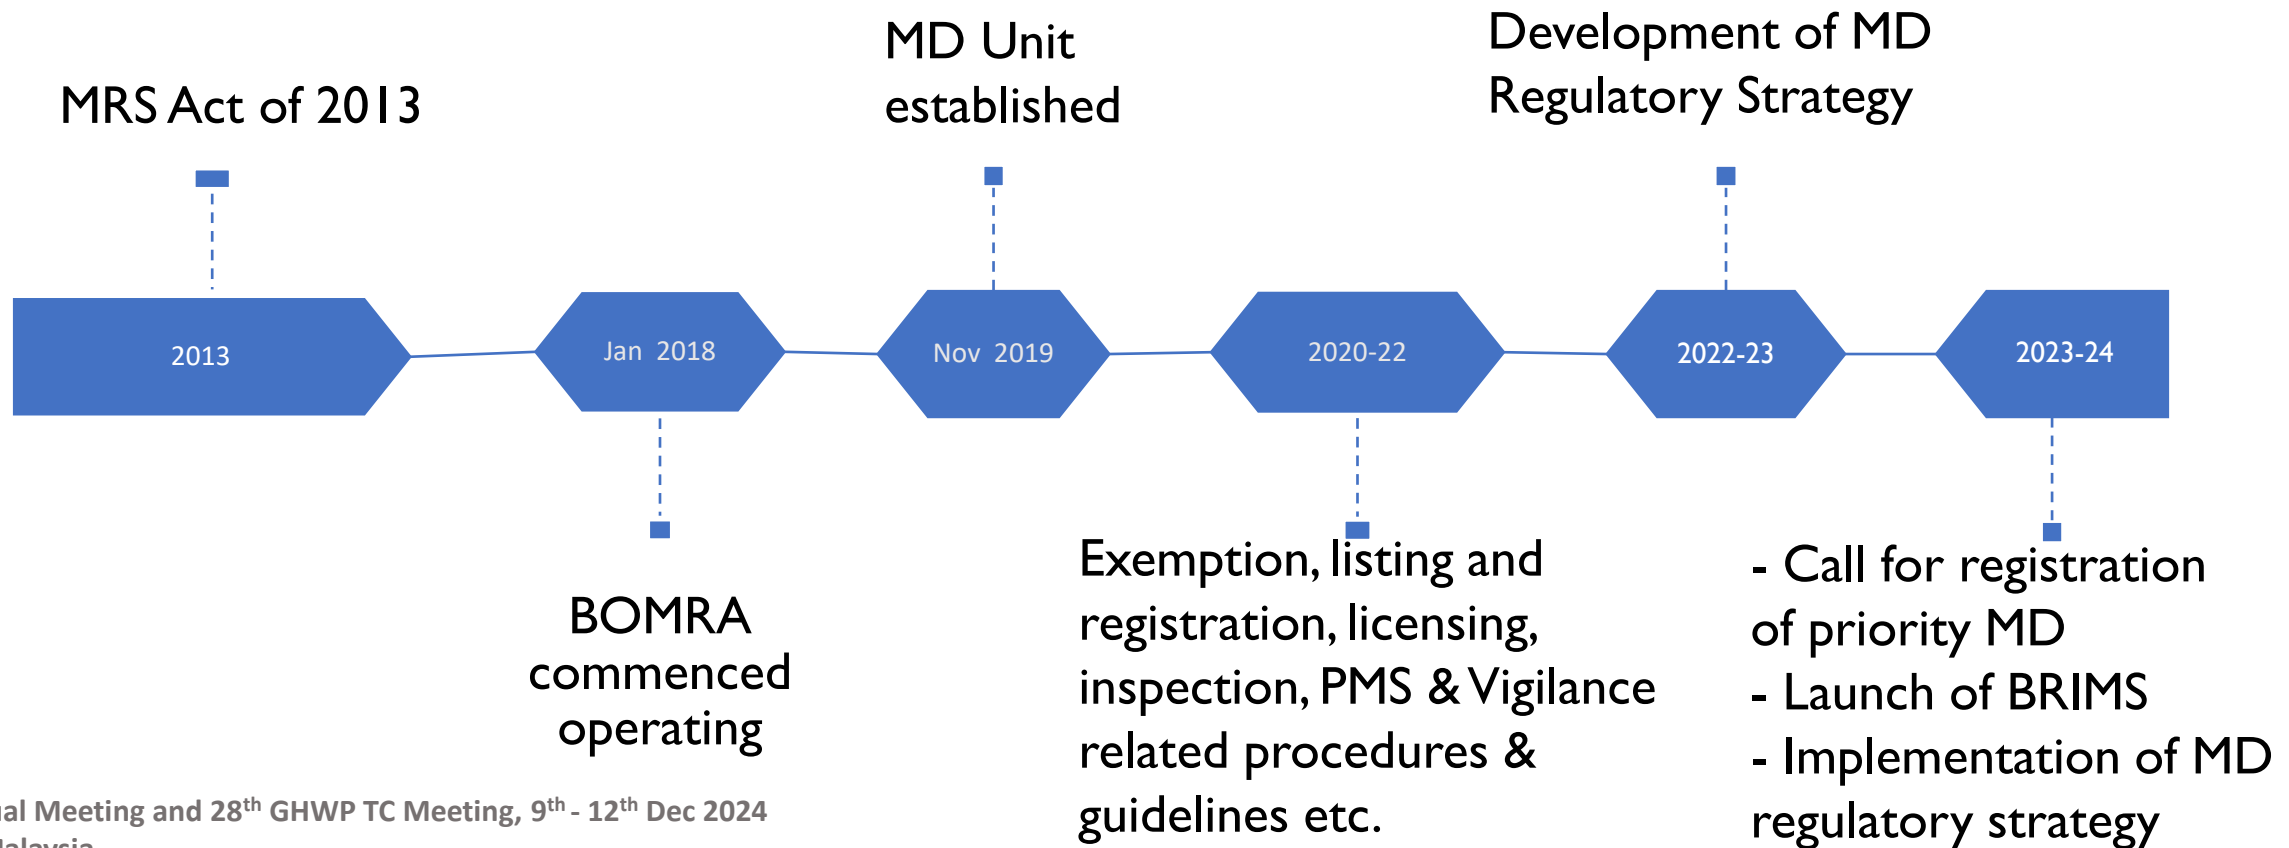 MRS Act of 2013
MD Unit
established
Development of MD
Regulatory Strategy
2013
Jan 2018
Nov 2019
2020-22
2022-23
2023-24
BOMRA
commenced
operating
Exemption, listing and
registration, licensing,
inspection, PMS & Vigilance
related procedures &
guidelines etc.
- Call for registration
of priority MD
- Launch of BRIMS
- Implementation of MD
regulatory strategy
Meeting and 28th GHWP TC Meeting, 9th - 12th Dec 2024